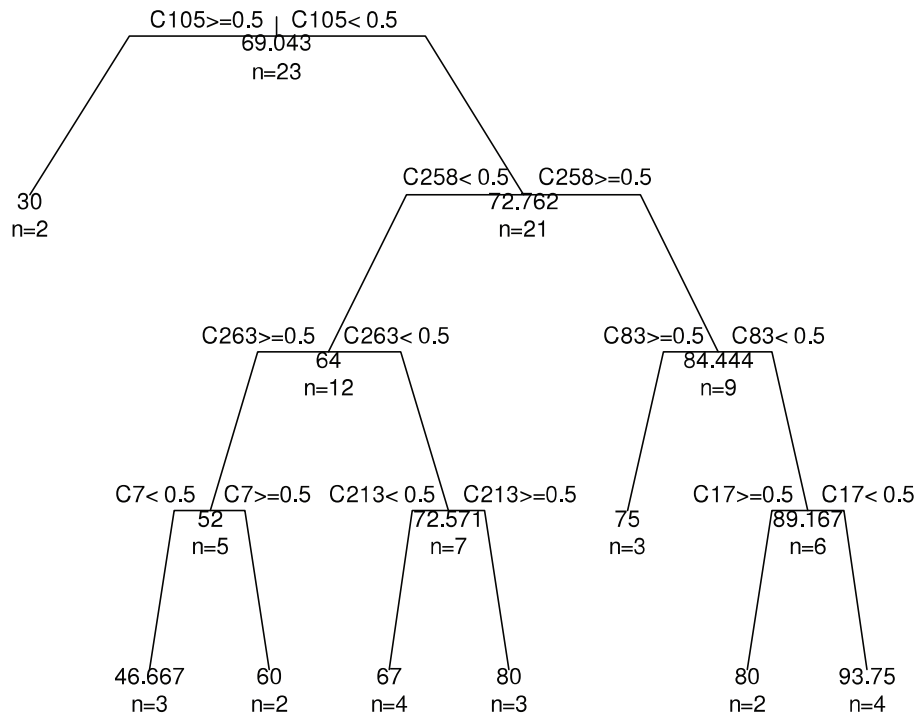 C105>=0.5 C105< 0.5
69.043
n=23
C258< 0.5 C258>=0.5
30
n=2
72.762
n=21
C263>=0.5 C263< 0.5
64
n=12
C83>=0.5 C83< 0.5
84.444
n=9
C7< 0.5 C7>=0.5
52
n=5
C213< 0.5 C213>=0.5
72.571
n=7
75
n=3
C17>=0.5 C17< 0.5
89.167
n=6
46.667
n=3
60
n=2
67
n=4
80
n=3
80
n=2
93.75
n=4